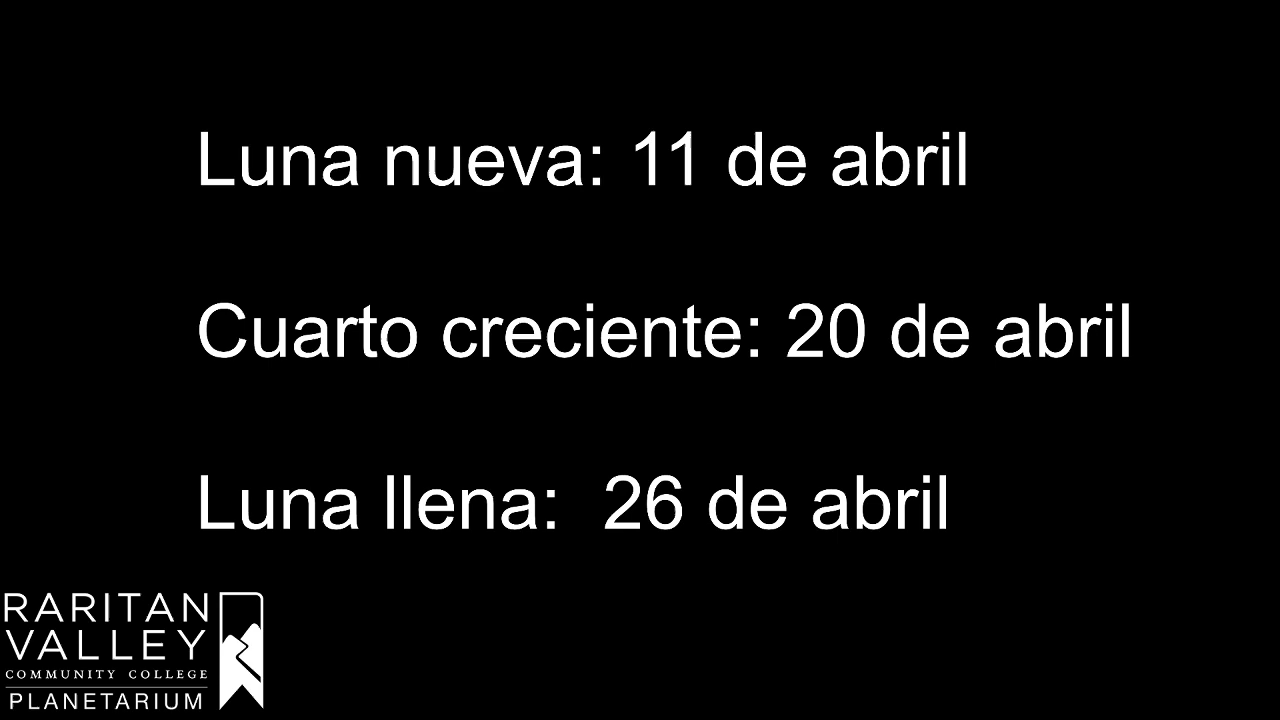 Luna nueva: 11 de abril
Cuarto creciente: 20 de abril
Luna llena:  26 de abril
RARITAN
VALLEY
COMMUNITY COLLEGE
PLANETARIUM